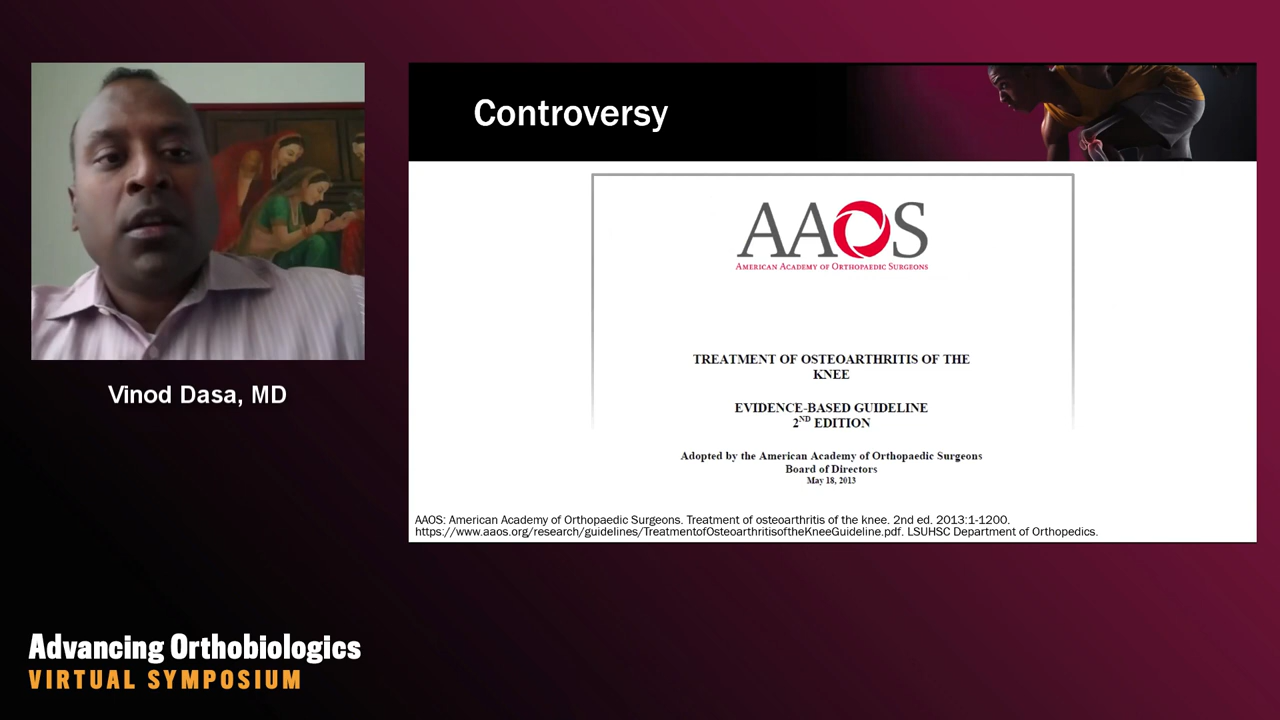 Controversy
AAOS
AMERICAN ACADEMY OF ORTHOPAEDIC SURGEONS
TREATMENT OF OSTEOARTHRITIS OF THE
KNEE
EVIDENCE-BASED GUIDELINE
2ND EDITION
Adopted by the American Academy of Orthopaedic Surgeons
Board of Directors
May 18, 2013
AAOS: American Academy of Orthopaedic Surgeons. Treatment of osteoarthritis of the knee. 2nd ed. 2013:1-1200.
https://www.aaos.org/research/guidelines/TreatmentofOsteoarthritisoftheKneeGuideline.pdf. LSUHSC Department of Orthopedics.
Vinod Dasa, MD
Advancing Orthobiologics
VIRTUAL SYMPOSIUM